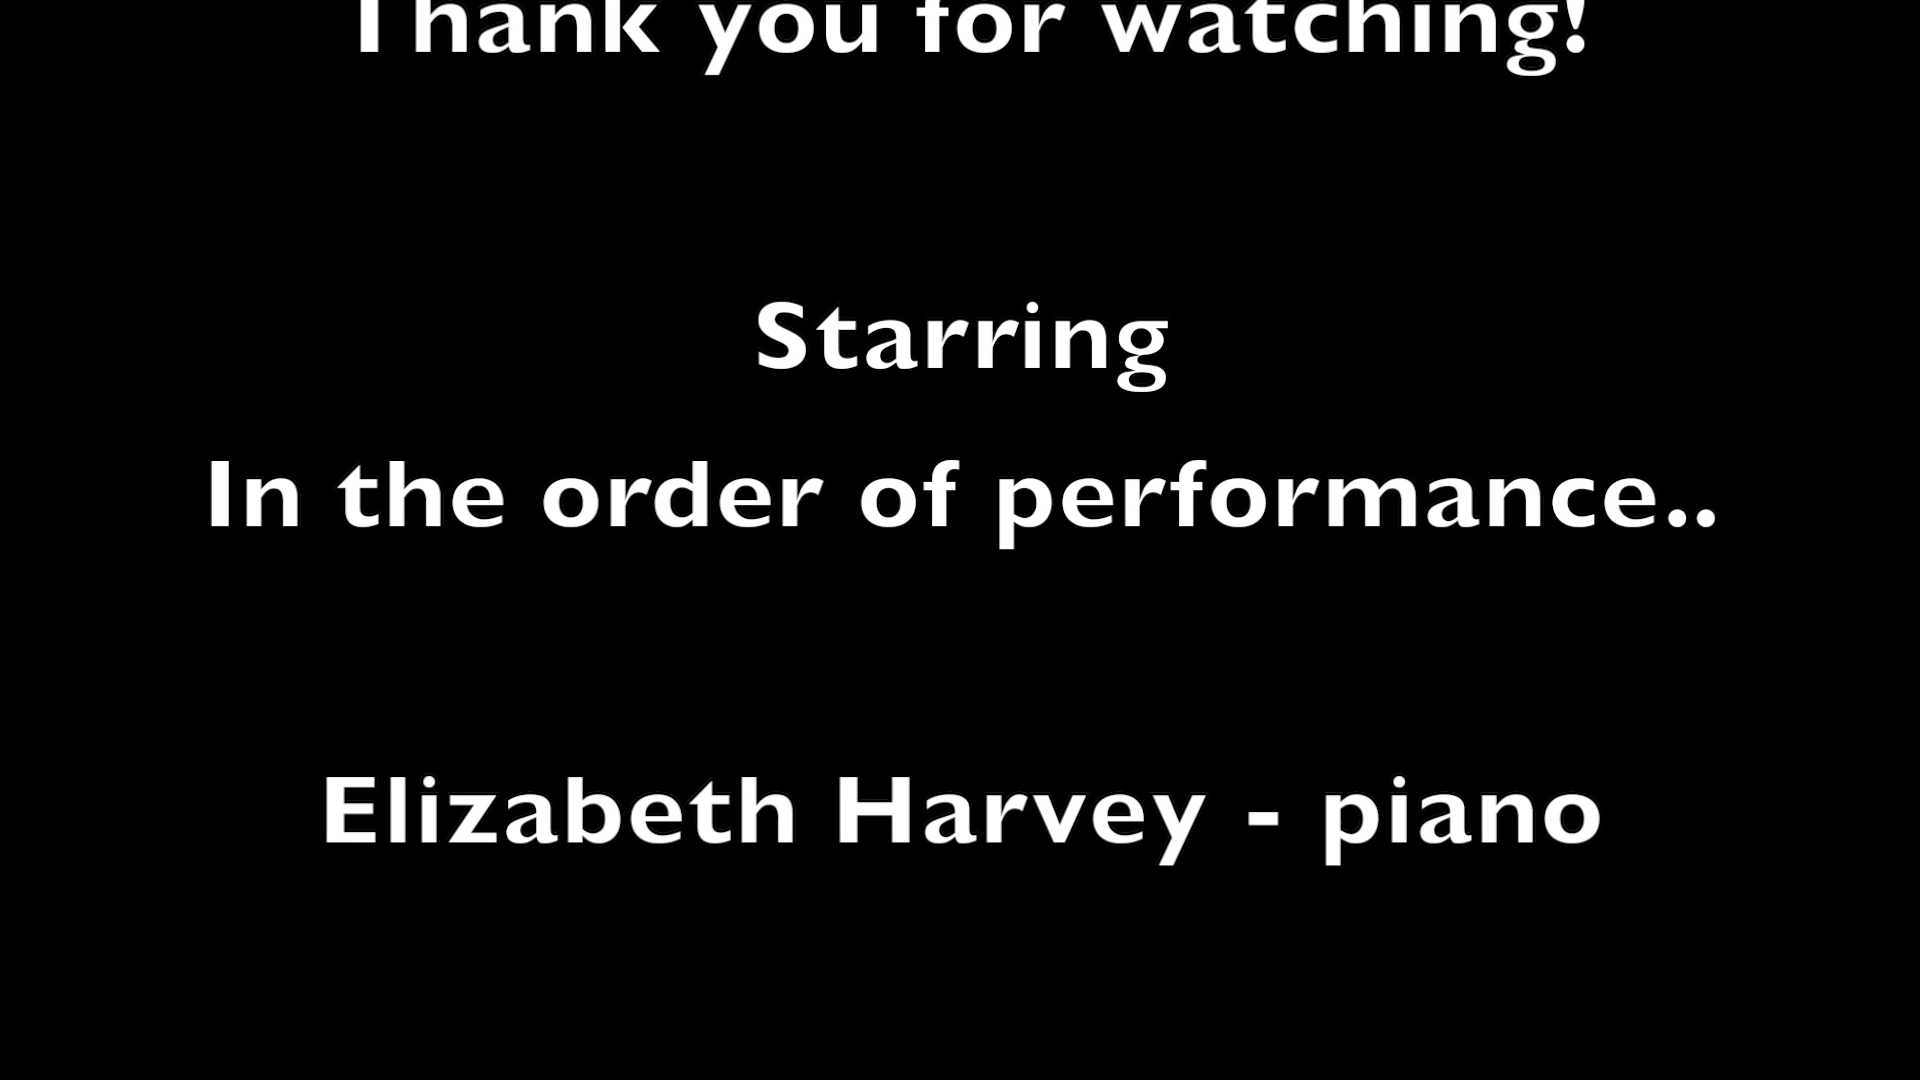 Thank you for watching!
Starring
In the order of performance..
Elizabeth Harvey - piano